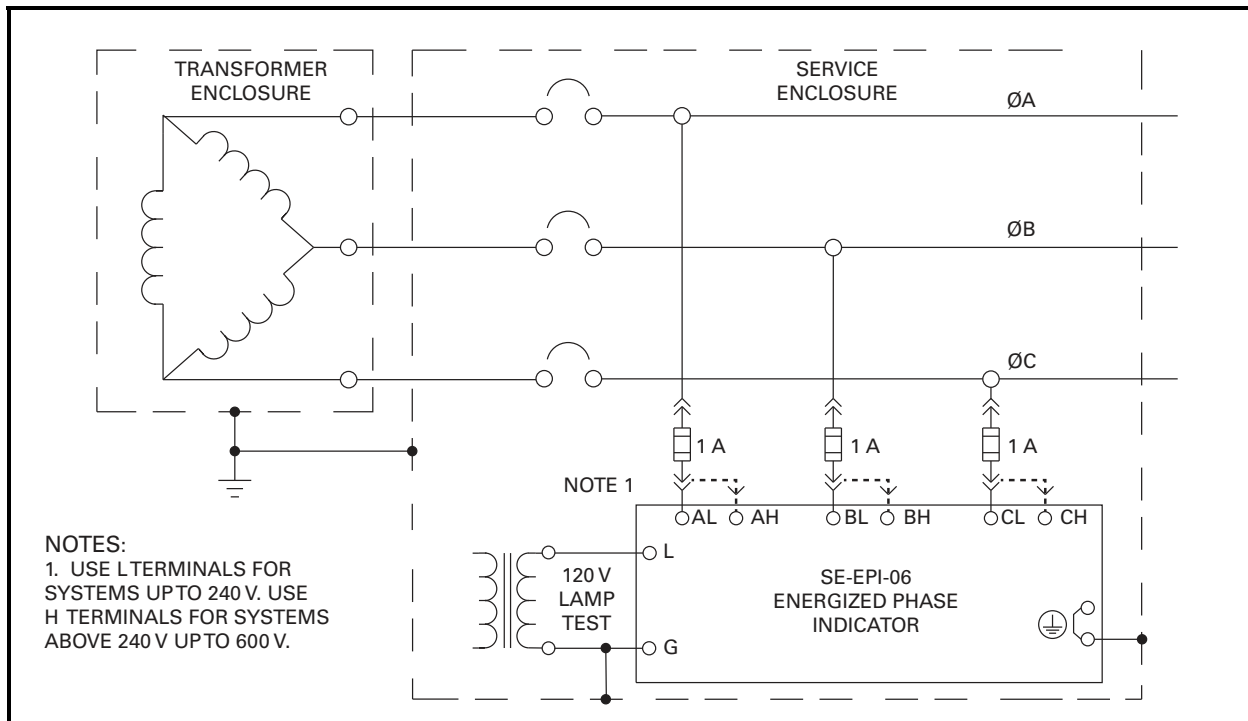 TRANSFORMER
ENCLOSURE
SERVICE
ENCLOSURE
ØA
ØB
ØC
1 A
1 A
1 A
NOTE 1
AL
AH
BL
BH
CL
CH
L
120 V
LAMP
TEST
G
SE-EPI-06
ENERGIZED PHASE
INDICATOR
NOTES:
1. USE L TERMINALS FOR
SYSTEMS UP TO 240 V. USE
H TERMINALS FOR SYSTEMS
ABOVE 240 V UP TO 600 V.